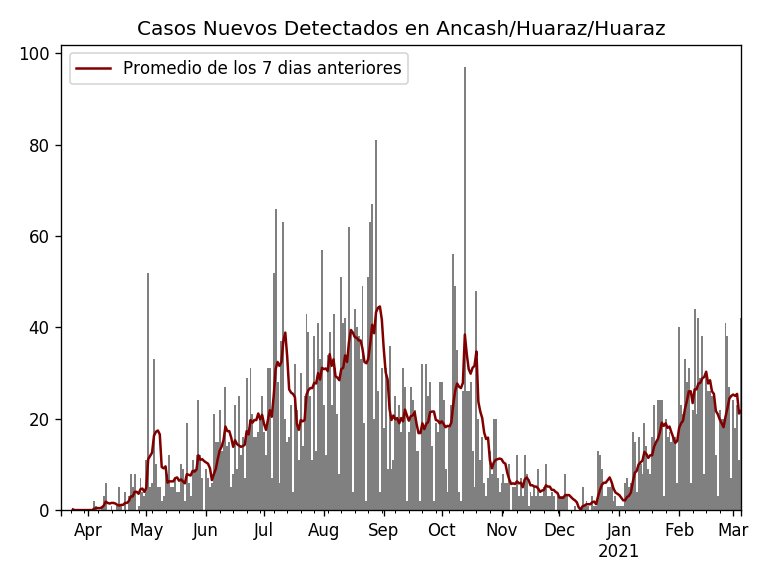 Casos Nuevos Detectados en Ancash/Huaraz/Huaraz
Promedio de los 7 dias anteriores
100
80
60
40
20
0
Apr May Jun Jul Aug Sep Oct Nov Dec Jan Feb Mar
2021